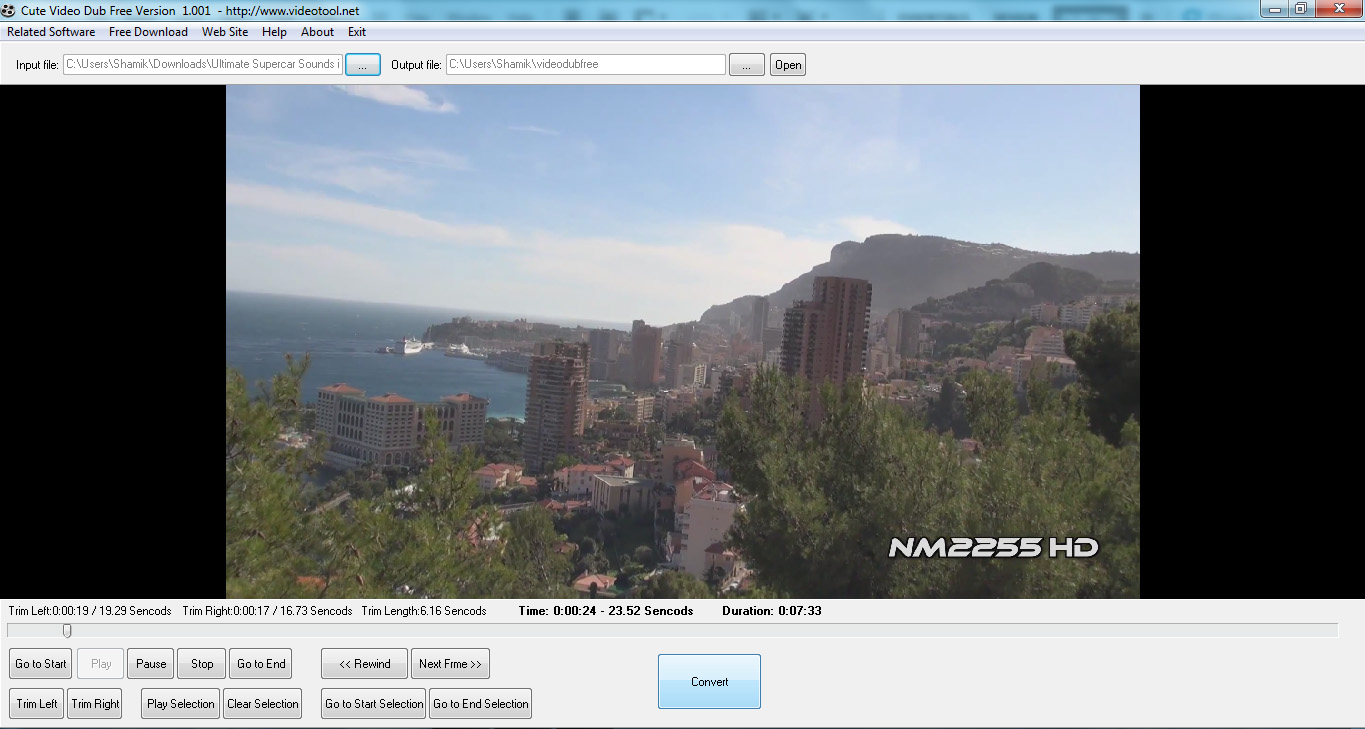 Cute Video Dub Free Version 1.001 - http://www.videotool.net
Related Software Free Download Web Site Help About Exit
Input file: C:\Users\Shamik\Downloads\Ultimate Supercar Sounds i ... Output file: C:\Users\Shamik\videodubfree ... Open
NM2255 HD
Trim Left:0:00:19 / 19.29 Sencods Trim Right:0:00:17 / 16.73 Sencods Trim Length:6.16 Sencods Time: 0:00:24 - 23.52 Sencods Duration: 0:07:33
Go to Start Play Pause Stop Go to End << Rewind Next Frme >>
Convert
Trim Left Trim Right Play Selection Clear Selection Go to Start Selection Go to End Selection